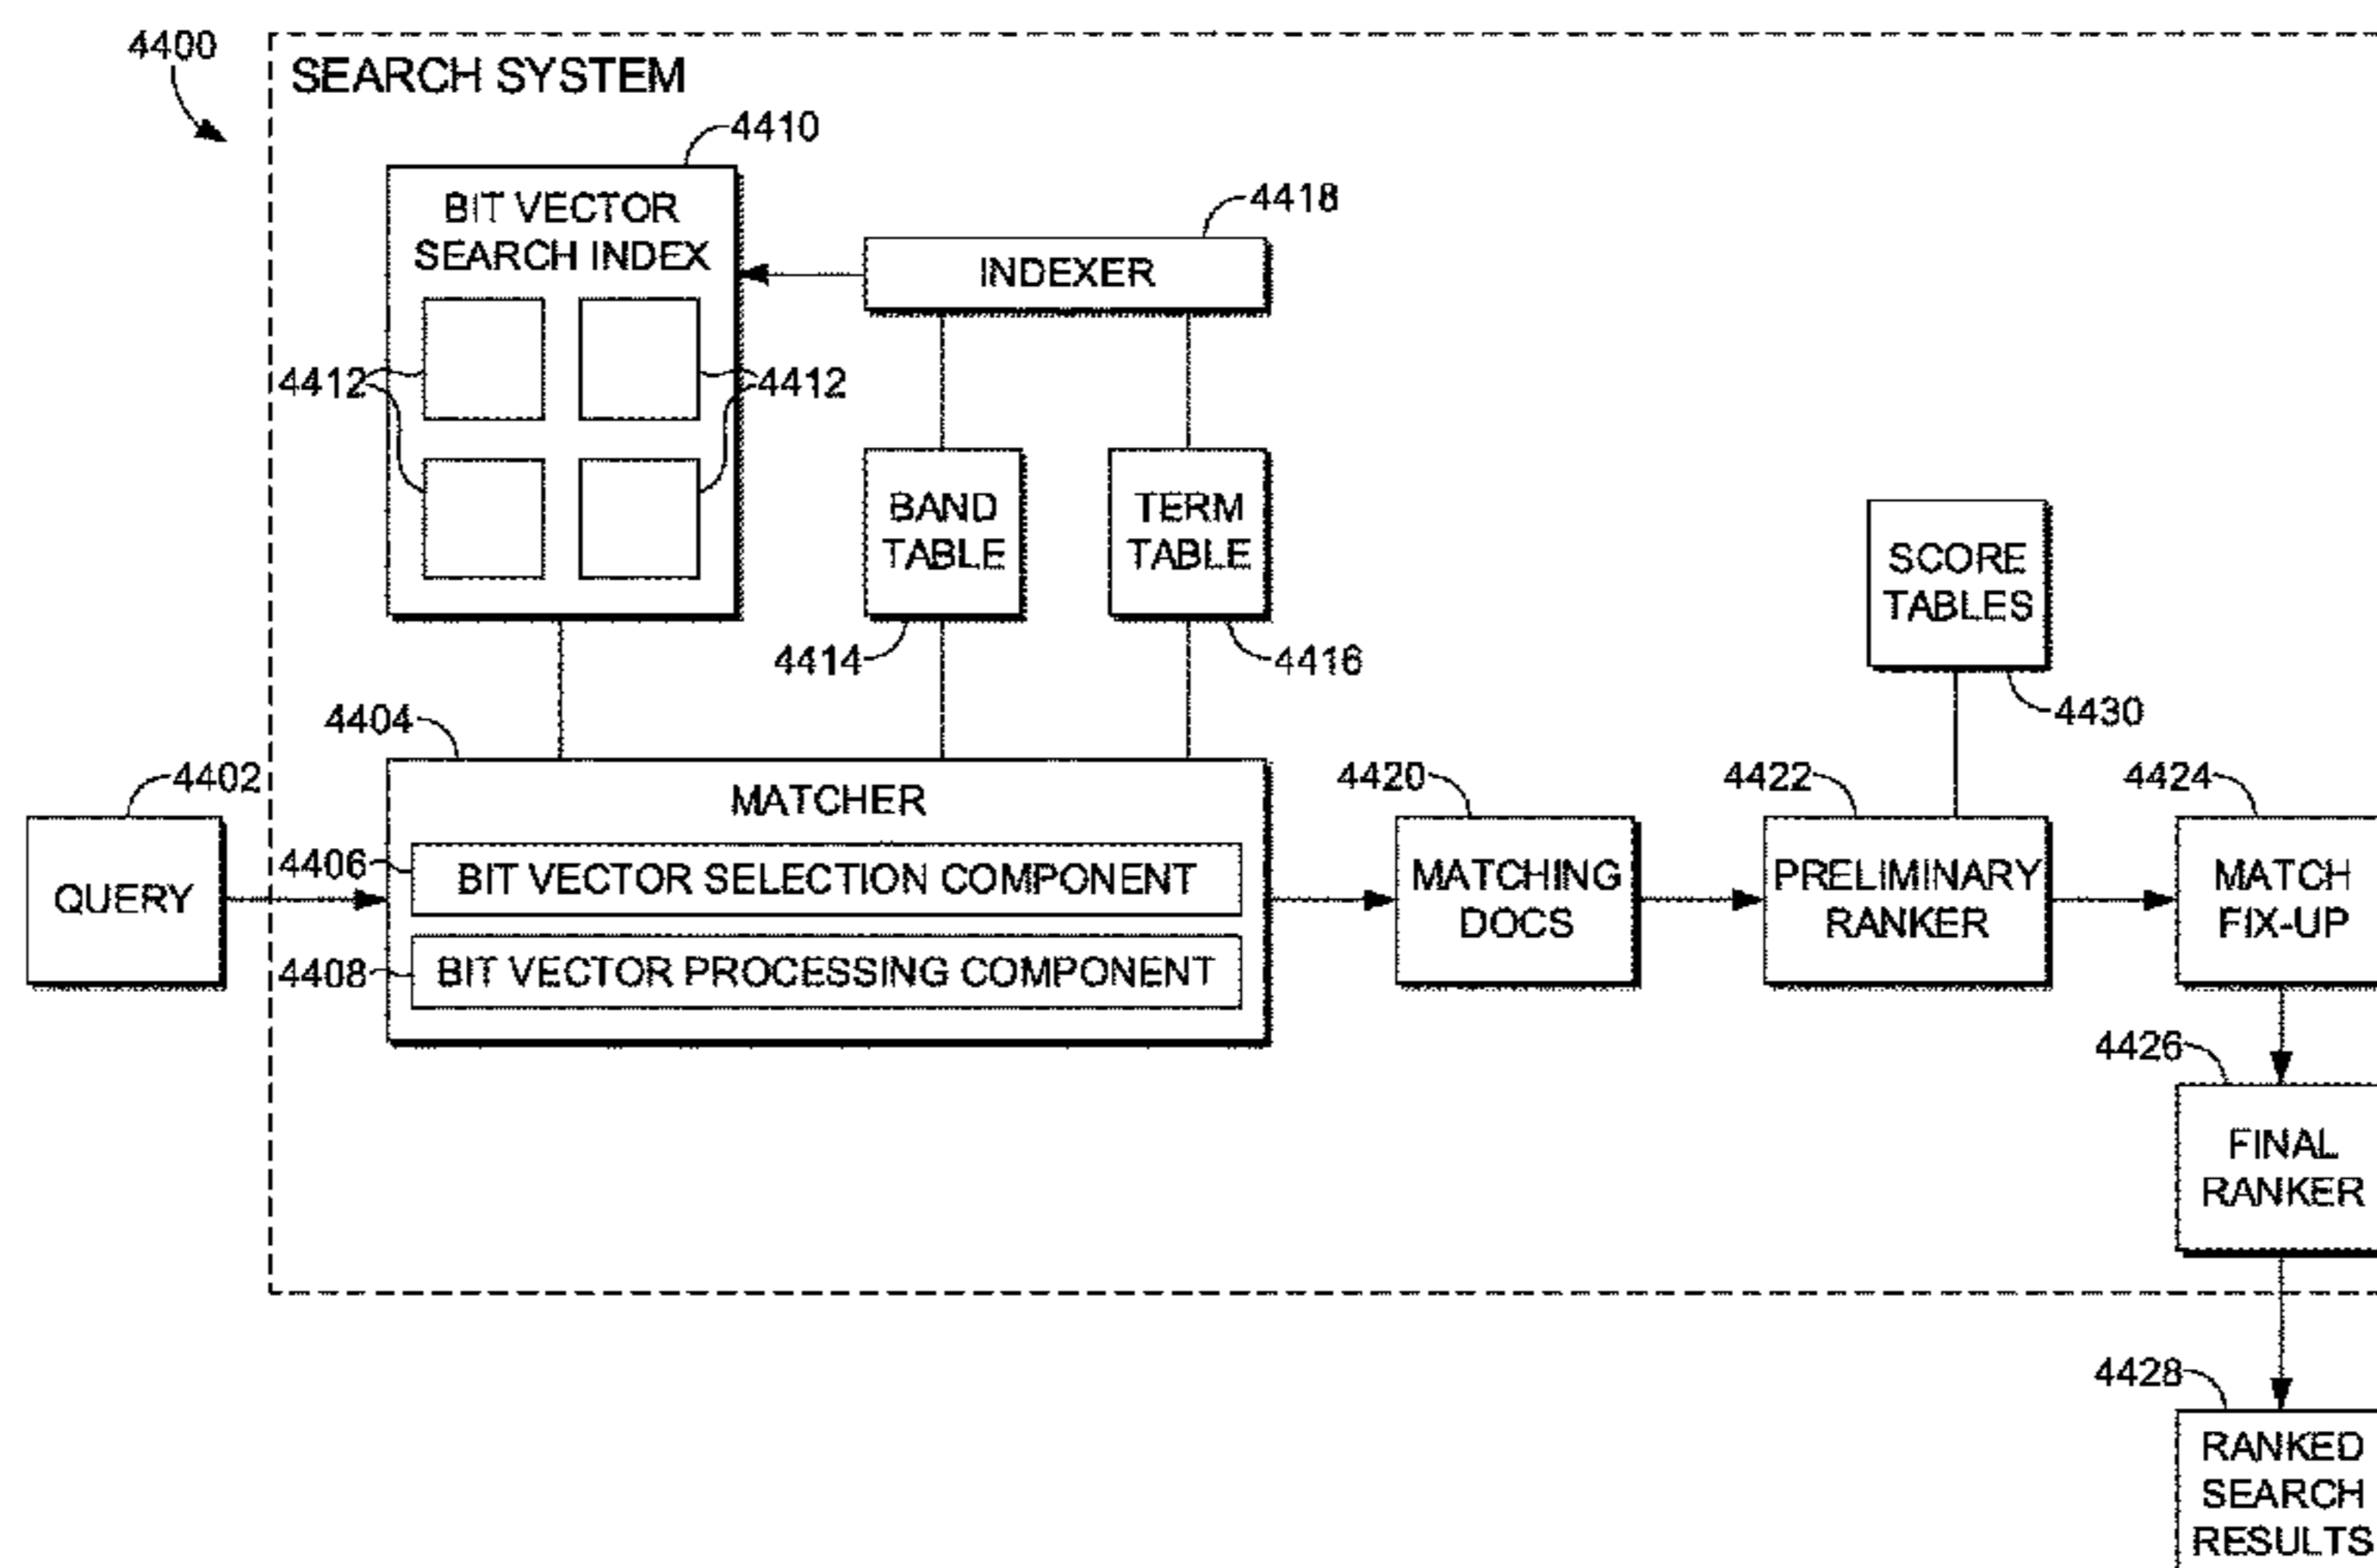 4400
SEARCH SYSTEM
4410
BIT VECTOR
SEARCH INDEX
4418
INDEXER
4412
4412
BAND
TABLE
TERM
TABLE
SCORE
TABLES
4414
4416
4430
4404
4402
MATCHER
4420
4422
4424
QUERY
4406
BIT VECTOR SELECTION COMPONENT
MATCHING
DOCS
PRELIMINARY
RANKER
MATCH
FIX-UP
4408
BIT VECTOR PROCESSING COMPONENT
4426
FINAL
RANKER
4428
RANKED
SEARCH
RESULTS